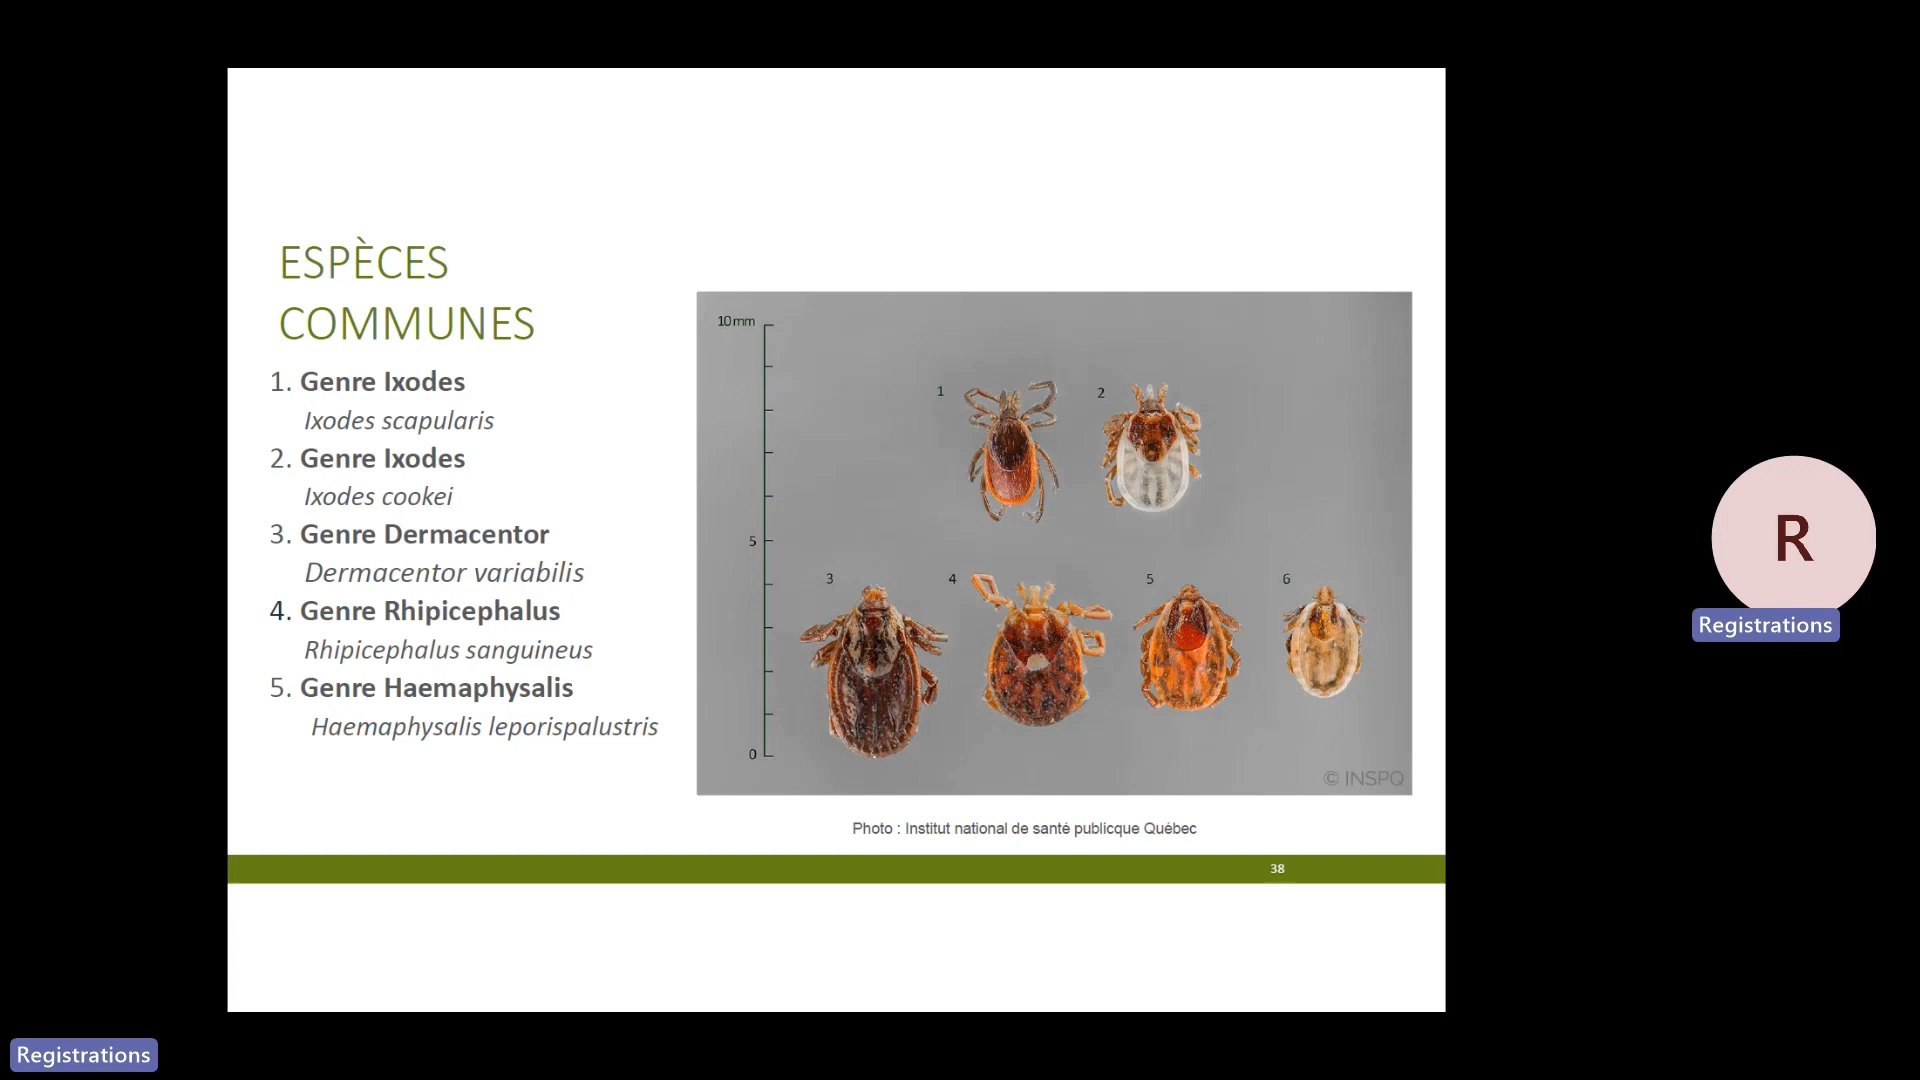 ESPÈCES
COMMUNES
1. Genre Ixodes
Ixodes scapularis
2. Genre Ixodes
Ixodes cookei
3. Genre Dermacentor
Dermacentor variabilis
4. Genre Rhipicephalus
Rhipicephalus sanguineus
5. Genre Haemaphysalis
Haemaphysalis leporispalustris
10mm
1
2
5
3
4
5
6
0
© INSPQ
Photo : Institut national de santé publicque Québec
38
R
Registrations
Registrations